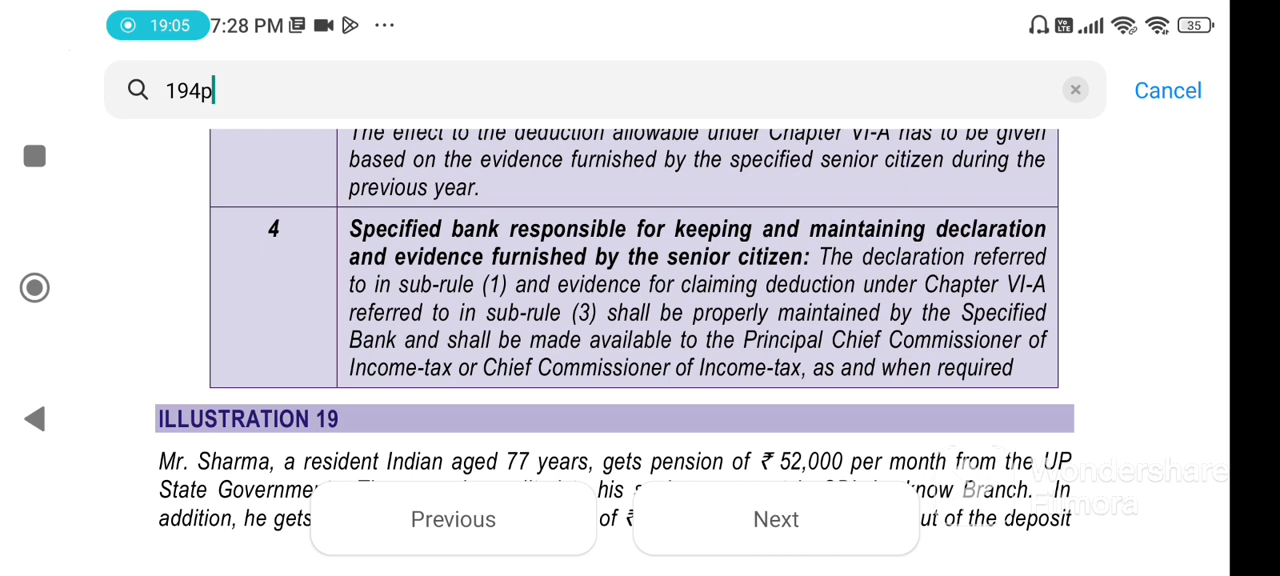 19:05 7:28 PM ...
VoLTE 35
194p
Cancel
The effect to the deduction allowable under Chapter VI-A has to be given
based on the evidence furnished by the specified senior citizen during the
previous year.
4 Specified bank responsible for keeping and maintaining declaration
and evidence furnished by the senior citizen: The declaration referred
to in sub-rule (1) and evidence for claiming deduction under Chapter VI-A
referred to in sub-rule (3) shall be properly maintained by the Specified
Bank and shall be made available to the Principal Chief Commissioner of
Income-tax or Chief Commissioner of Income-tax, as and when required
ILLUSTRATION 19
Mr. Sharma, a resident Indian aged 77 years, gets pension of ₹ 52,000 per month from the UP
State Government his Branch. In
addition, he gets of ₹ ut of the deposit
Previous Next
Wondershare
Filmora